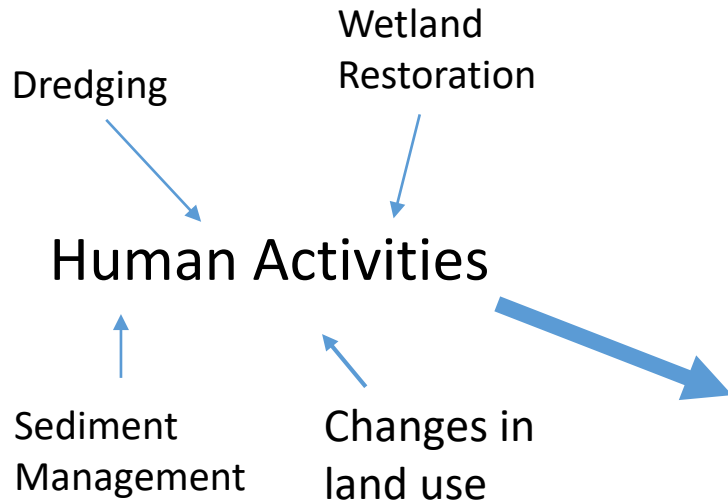 Wetland
Restoration
Dredging
Human Activities
Sediment
Management
Changes in
land use